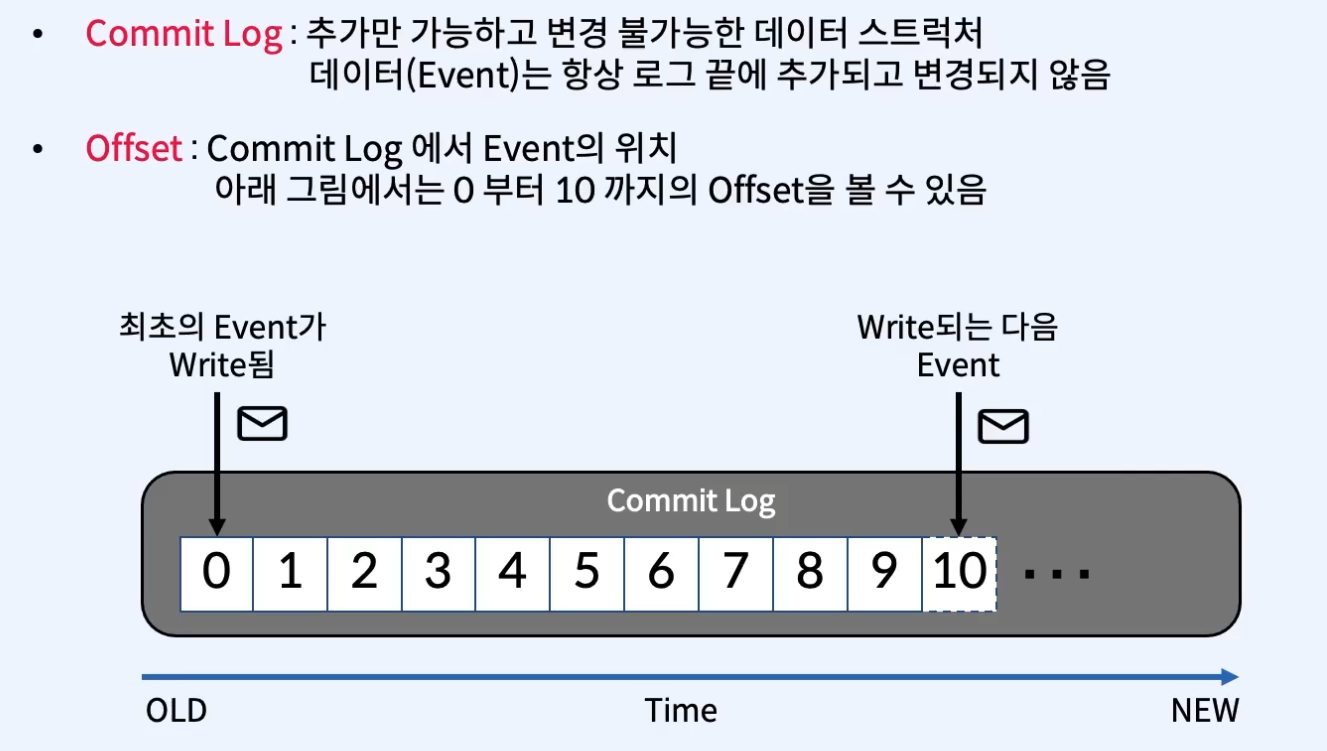 • Commit Log : 추가만 가능하고 변경 불가능한 데이터 스트럭처
데이터(Event)는 항상 로그 끝에 추가되고 변경되지 않음
• Offset : Commit Log 에서 Event의 위치
아래 그림에서는 0 부터 10 까지의 Offset을 볼 수 있음
최초의 Event가
Write됨
Write되는 다음
Event
Commit Log
0 1 2 3 4 5 6 7 8 9 10 ...
OLD Time NEW